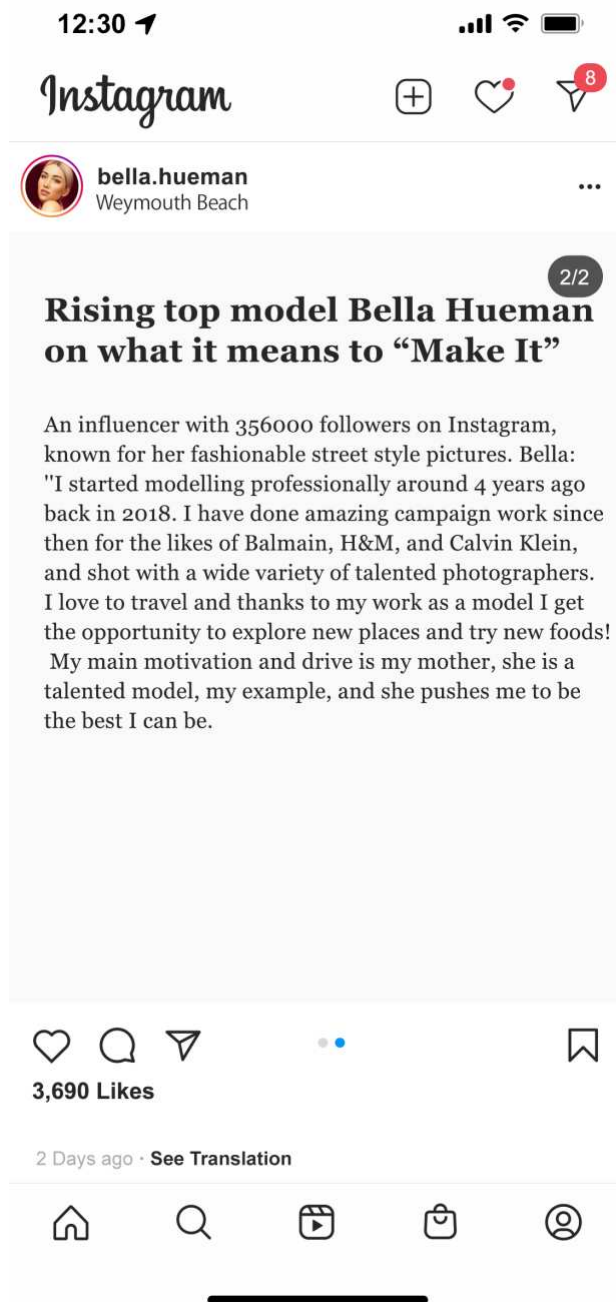 12:30
Instagram
8
bella.hueman
Weymouth Beach
2/2
Rising top model Bella Hueman
on what it means to “Make It”
An influencer with 356000 followers on Instagram,
known for her fashionable street style pictures. Bella:
"I started modelling professionally around 4 years ago
back in 2018. I have done amazing campaign work since
then for the likes of Balmain, H&M, and Calvin Klein,
and shot with a wide variety of talented photographers.
I love to travel and thanks to my work as a model I get
the opportunity to explore new places and try new foods!
My main motivation and drive is my mother, she is a
talented model, my example, and she pushes me to be
the best I can be.
3,690 Likes
2 Days ago · See Translation